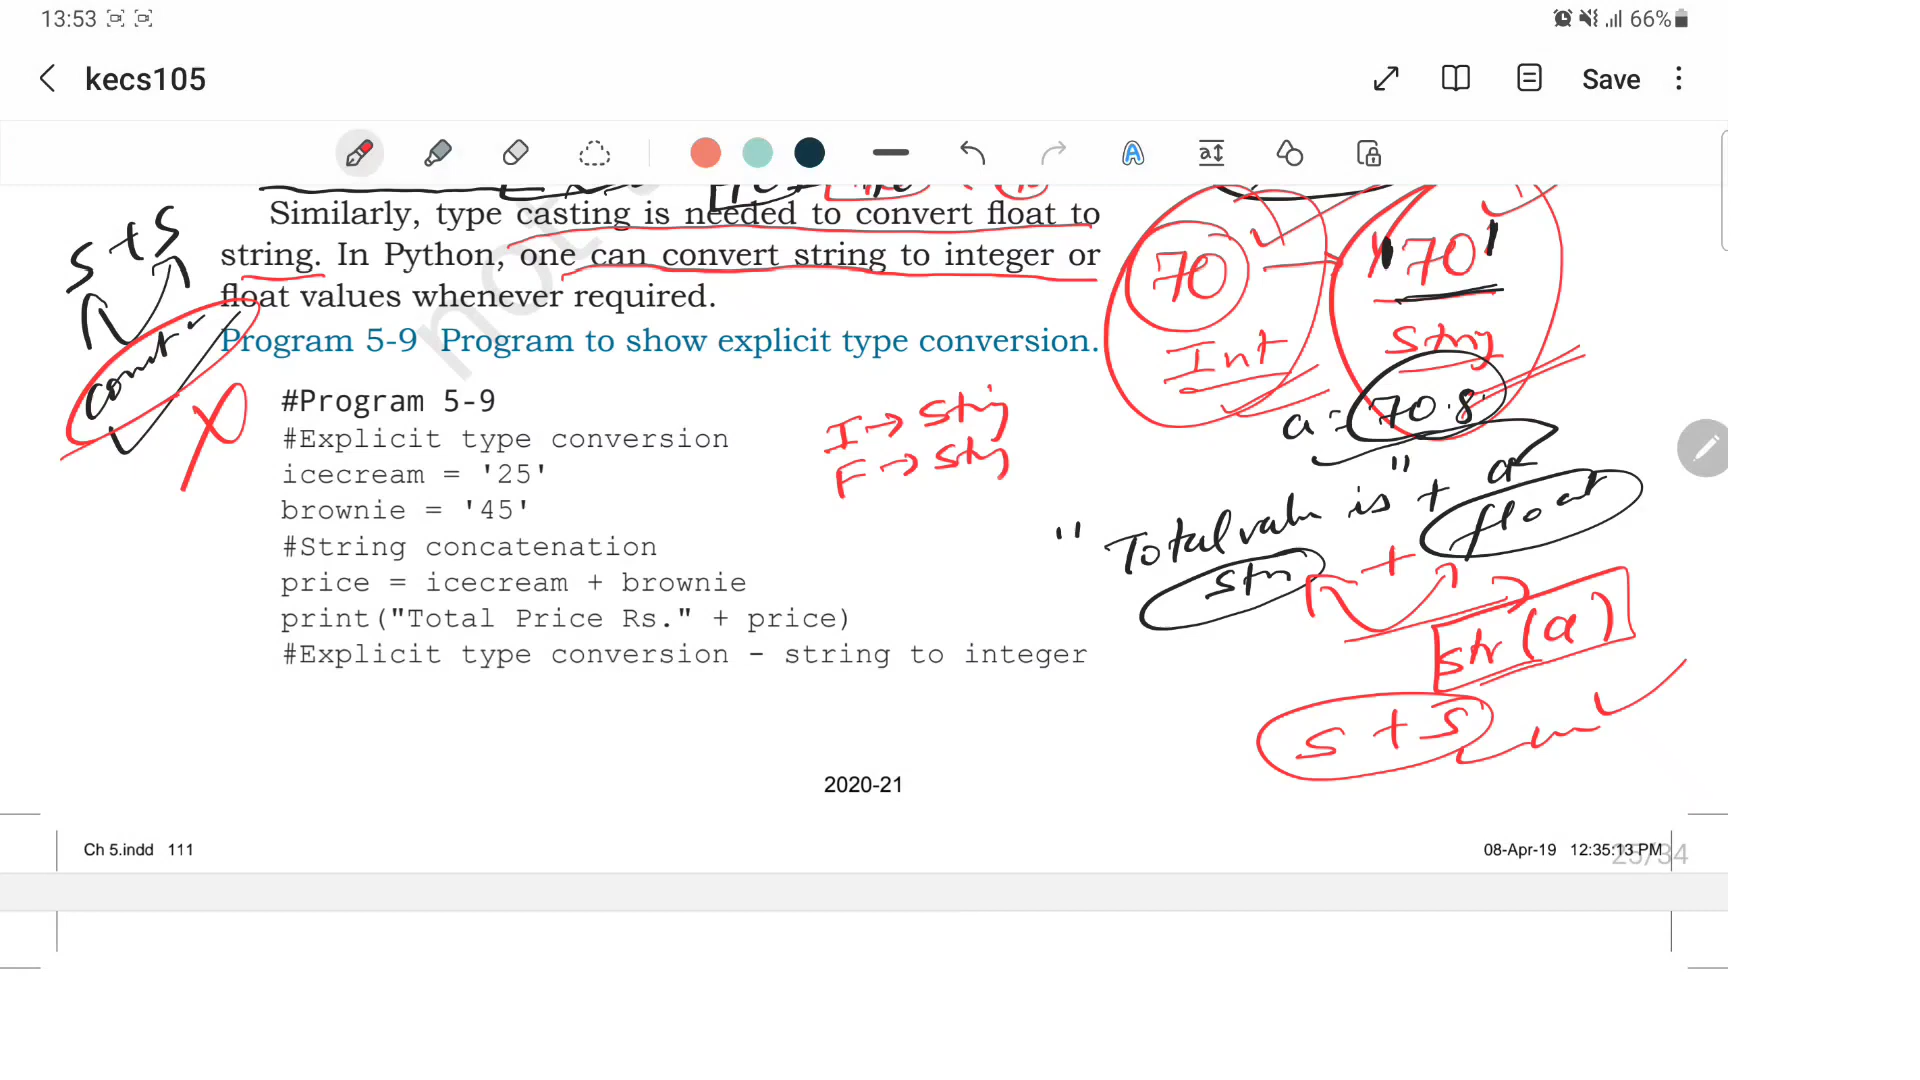 13:53
66%
kecs105
Save
Similarly, type casting is needed to convert float to
string. In Python, one can convert string to integer or
float values whenever required.
Program 5-9 Program to show explicit type conversion.
#Program 5-9
#Explicit type conversion
icecream = '25'
brownie = '45'
#String concatenation
price = icecream + brownie
print("Total Price Rs." + price)
#Explicit type conversion - string to integer
not
s + s
70
Int
'70'
a = 70.8
I → 
F → 
"Total valu is" + a
str
float
+
str(a)
s + s
2020-21
Ch 5.indd 111
08-Apr-19 12:35:13 PM
25/34